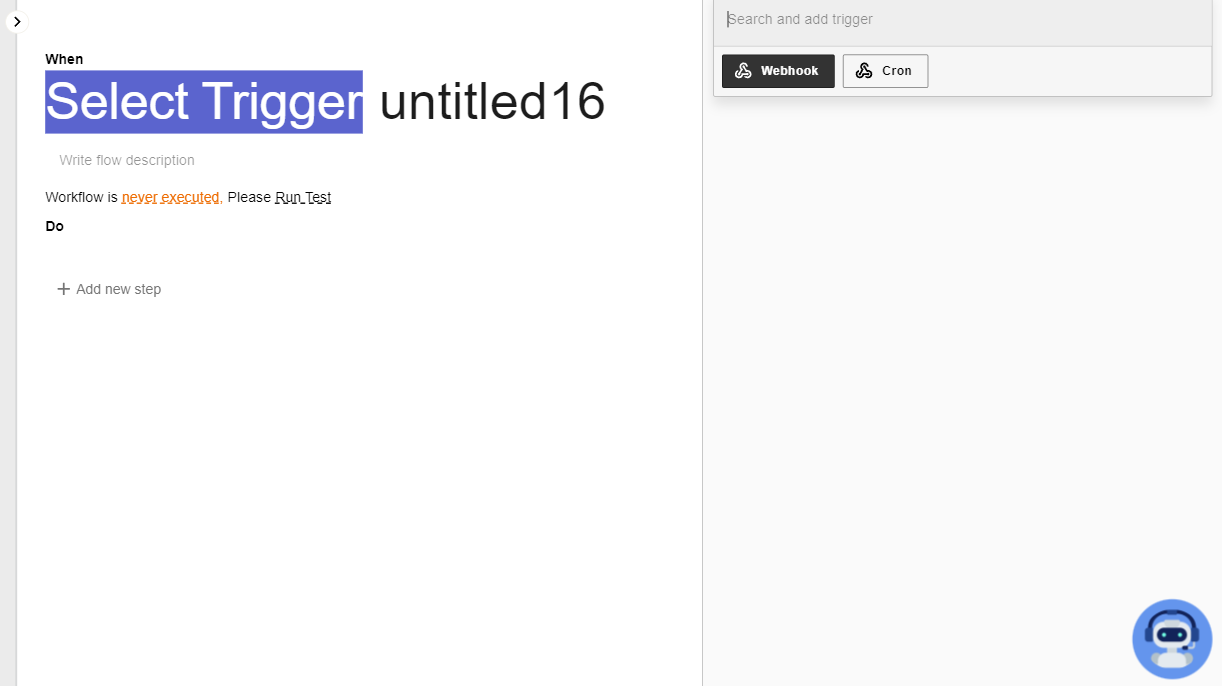 When
Select Trigger untitled16
Write flow description
Workflow is never executed, Please Run Test
Do
Add new step
Search and add trigger
Webhook Cron